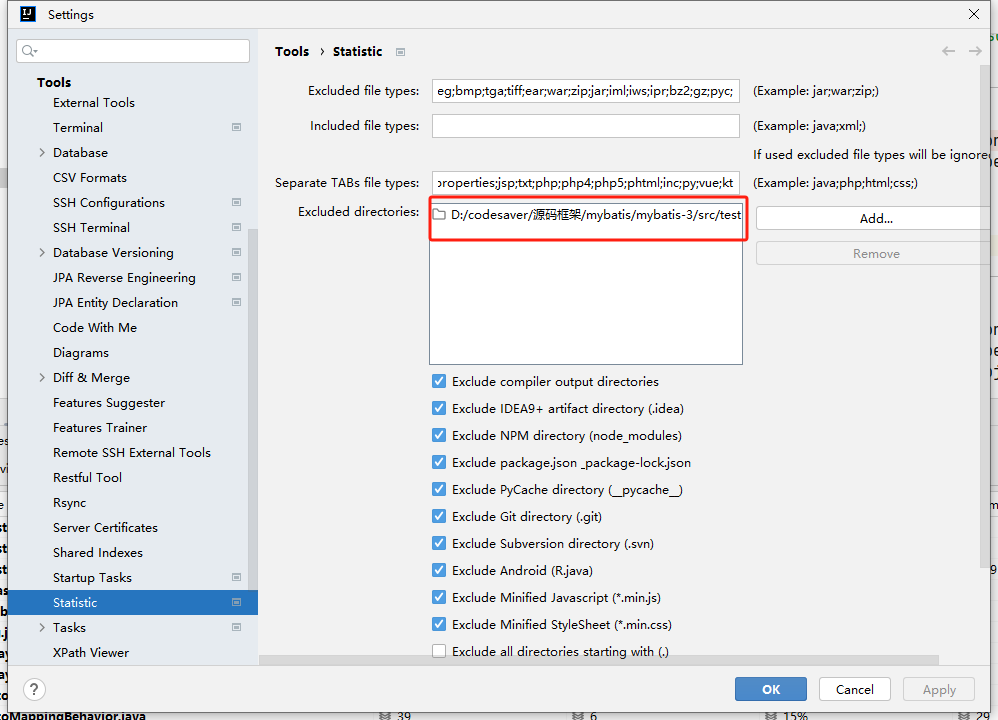 Settings
Tools › Statistic
Tools
External Tools
Terminal
Database
CSV Formats
SSH Configurations
SSH Terminal
Database Versioning
JPA Reverse Engineering
JPA Entity Declaration
Code With Me
Diagrams
Diff & Merge
Features Suggester
Features Trainer
Remote SSH External Tools
Restful Tool
Rsync
Server Certificates
Shared Indexes
Startup Tasks
Statistic
Tasks
XPath Viewer
Excluded file types: eg;bmp;tga;tiff;ear;war;zip;jar;iml;iws;ipr;bz2;gz;pyc; (Example: jar;war;zip;)
Included file types: (Example: java;xml;)
If used excluded file types will be ignore
Separate TABs file types: properties;jsp;txt;php;php4;php5;phtml;inc;py;vue;kt (Example: java;php;html;css;)
Excluded directories: D:/codesaver/源码框架/mybatis/mybatis-3/src/test
Add...
Remove
Exclude compiler output directories
Exclude IDEA9+ artifact directory (.idea)
Exclude NPM directory (node_modules)
Exclude package.json _package-lock.json
Exclude PyCache directory (__pycache__)
Exclude Git directory (.git)
Exclude Subversion directory (.svn)
Exclude Android (R.java)
Exclude Minified Javascript (*.min.js)
Exclude Minified StyleSheet (*.min.css)
Exclude all directories starting with (.)
?
OK Cancel Apply
toMappingBehavior.java 39 6 15% 29